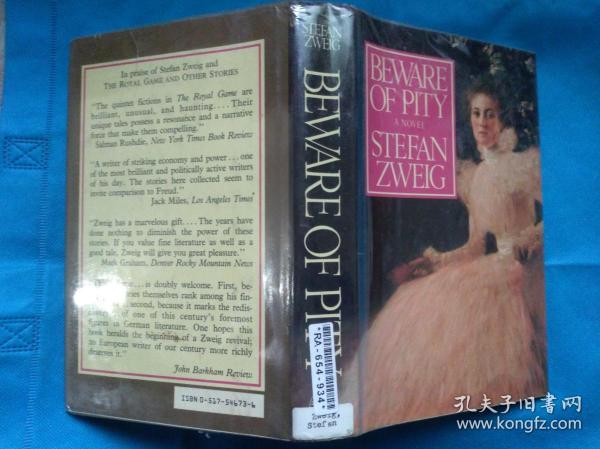 In praise of Stefan Zweig and
THE ROYAL GAME AND OTHER STORIES
"The quintet fictions in The Royal Game are
brilliant, unusual, and haunting.... Their
unique tales possess a resonance and a narrative
force that make them compelling."
Salman Rushdie, New York Times Book Review
"A writer of striking economy and power... one
of the most brilliant and politically active writers
of his day. The stories here collected seem to
invite comparison to Freud."
Jack Miles, Los Angeles Times
"Zweig has a marvelous gift.... The years have
done nothing to diminish the power of these
stories. If you value fine literature as well as a
good tale, Zweig will give you great pleasure."
Mark Graham, Denver Rocky Mountain News
is doubly welcome. First, be-
themselves rank among his fin-
second, because it marks the redis-
of one of this century's foremost
figures in German literature. One hopes this
book heralds the beginning of a Zweig revival;
no European writer of our century more richly
deserves it."
John Barkham Review
ISBN 0-517-54673-6
STEFAN
ZWEIG
BEWARE OF PITY
*RA-654-934*
Zweig,
Stefan
BEWARE
OF PITY
A NOVEL
STEFAN
ZWEIG
孔夫子旧书网
www.kongfz.com